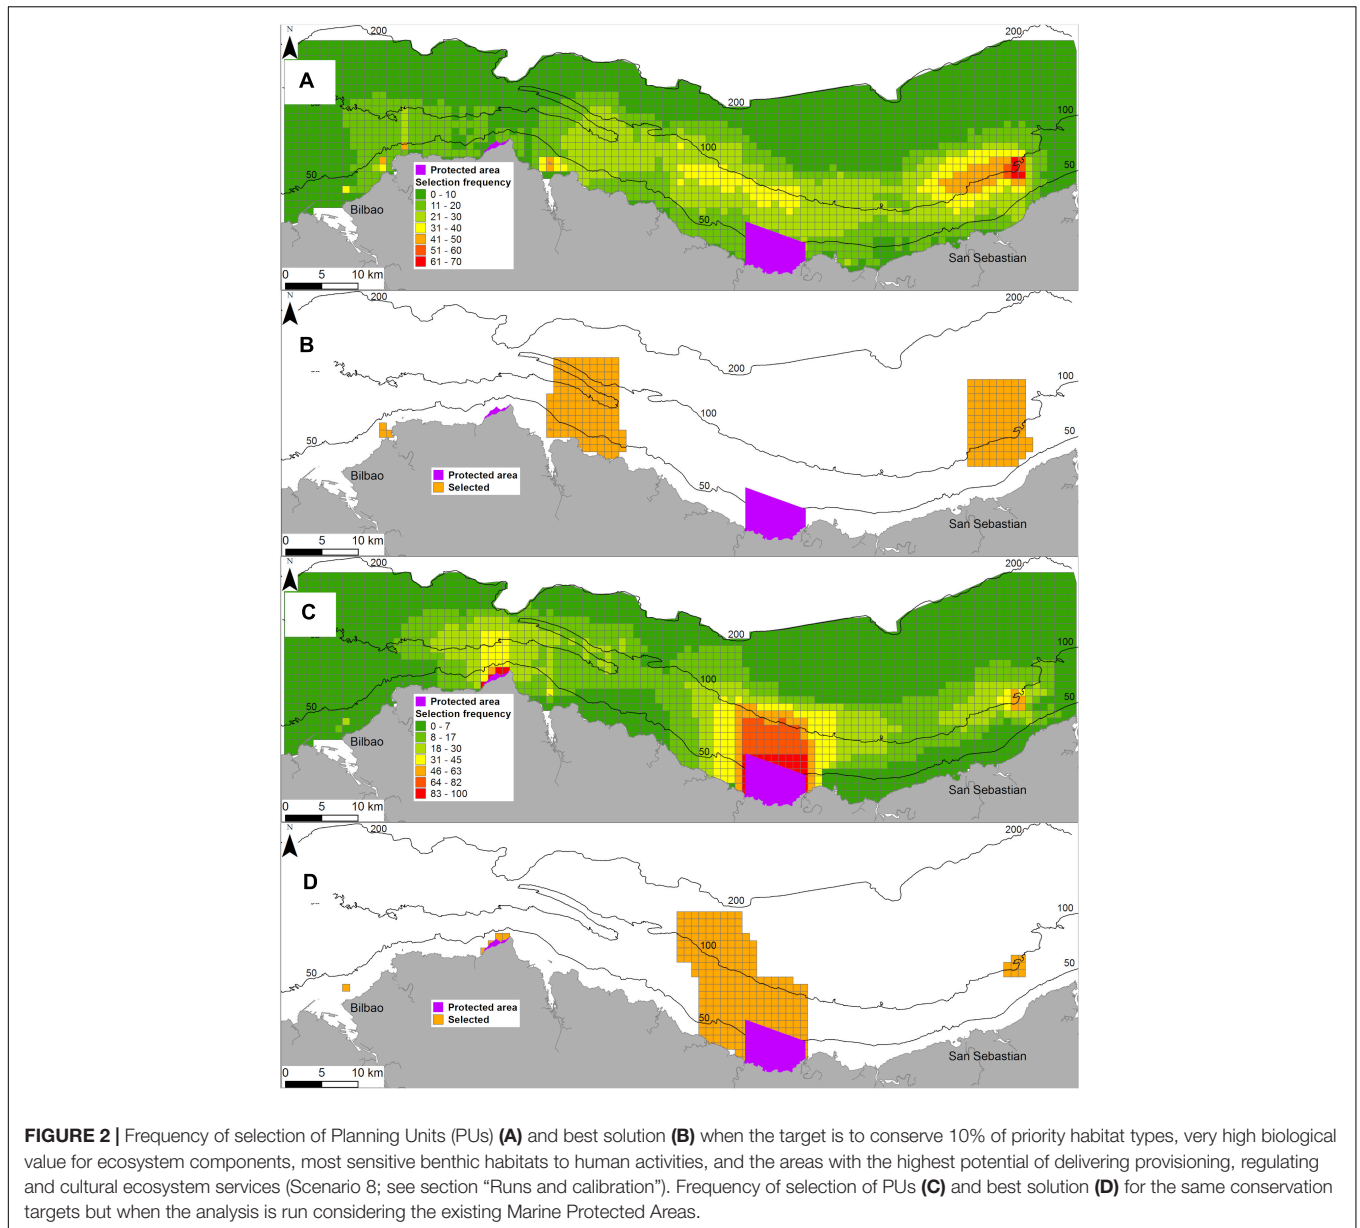 N
200
200
A
200
100
100
50
50
50
Protected area
Selection frequency
0 - 10
11 - 20
21 - 30
31 - 40
41 - 50
51 - 60
61 - 70
Bilbao
San Sebastian
0 5 10 km
N
200
200
B
200
100
100
50
50
50
Protected area
Selected
Bilbao
San Sebastian
0 5 10 km
N
200
200
C
200
100
100
50
50
50
Protected area
Selection frequency
0 - 7
8 - 17
18 - 30
31 - 45
46 - 63
64 - 82
83 - 100
Bilbao
San Sebastian
0 5 10 km
N
200
200
D
200
100
100
50
50
50
Protected area
Selected
Bilbao
San Sebastian
0 5 10 km
FIGURE 2 | Frequency of selection of Planning Units (PUs) (A) and best solution (B) when the target is to conserve 10% of priority habitat types, very high biological
value for ecosystem components, most sensitive benthic habitats to human activities, and the areas with the highest potential of delivering provisioning, regulating
and cultural ecosystem services (Scenario 8; see section “Runs and calibration”). Frequency of selection of PUs (C) and best solution (D) for the same conservation
targets but when the analysis is run considering the existing Marine Protected Areas.